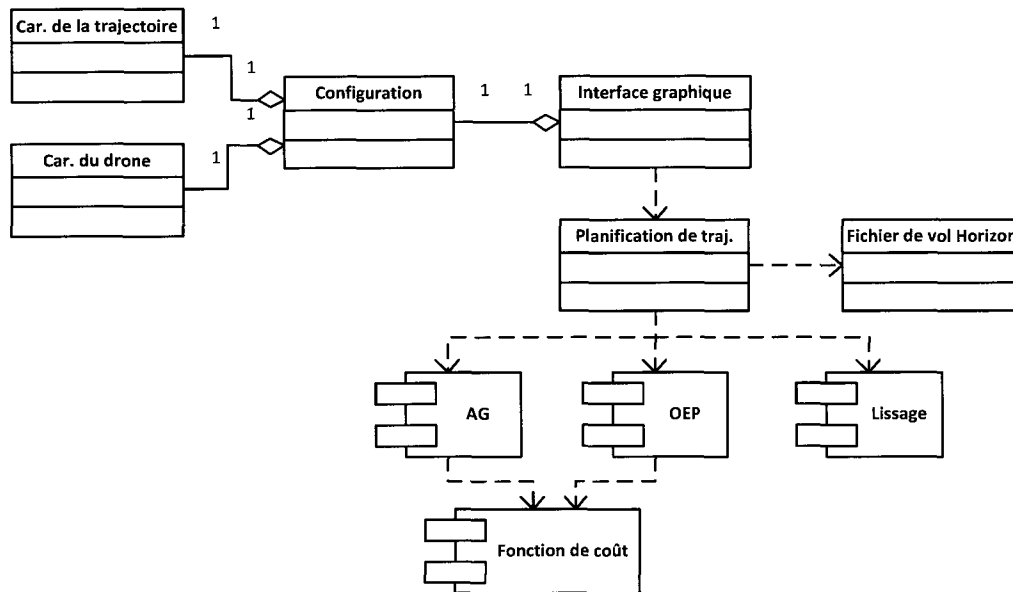 Car. de la trajectoire
1
1
Configuration
1
1
Interface graphique
1
Car. du drone
1
Planification de traj.
Fichier de vol Horizon
AG
OEP
Lissage
Fonction de coût